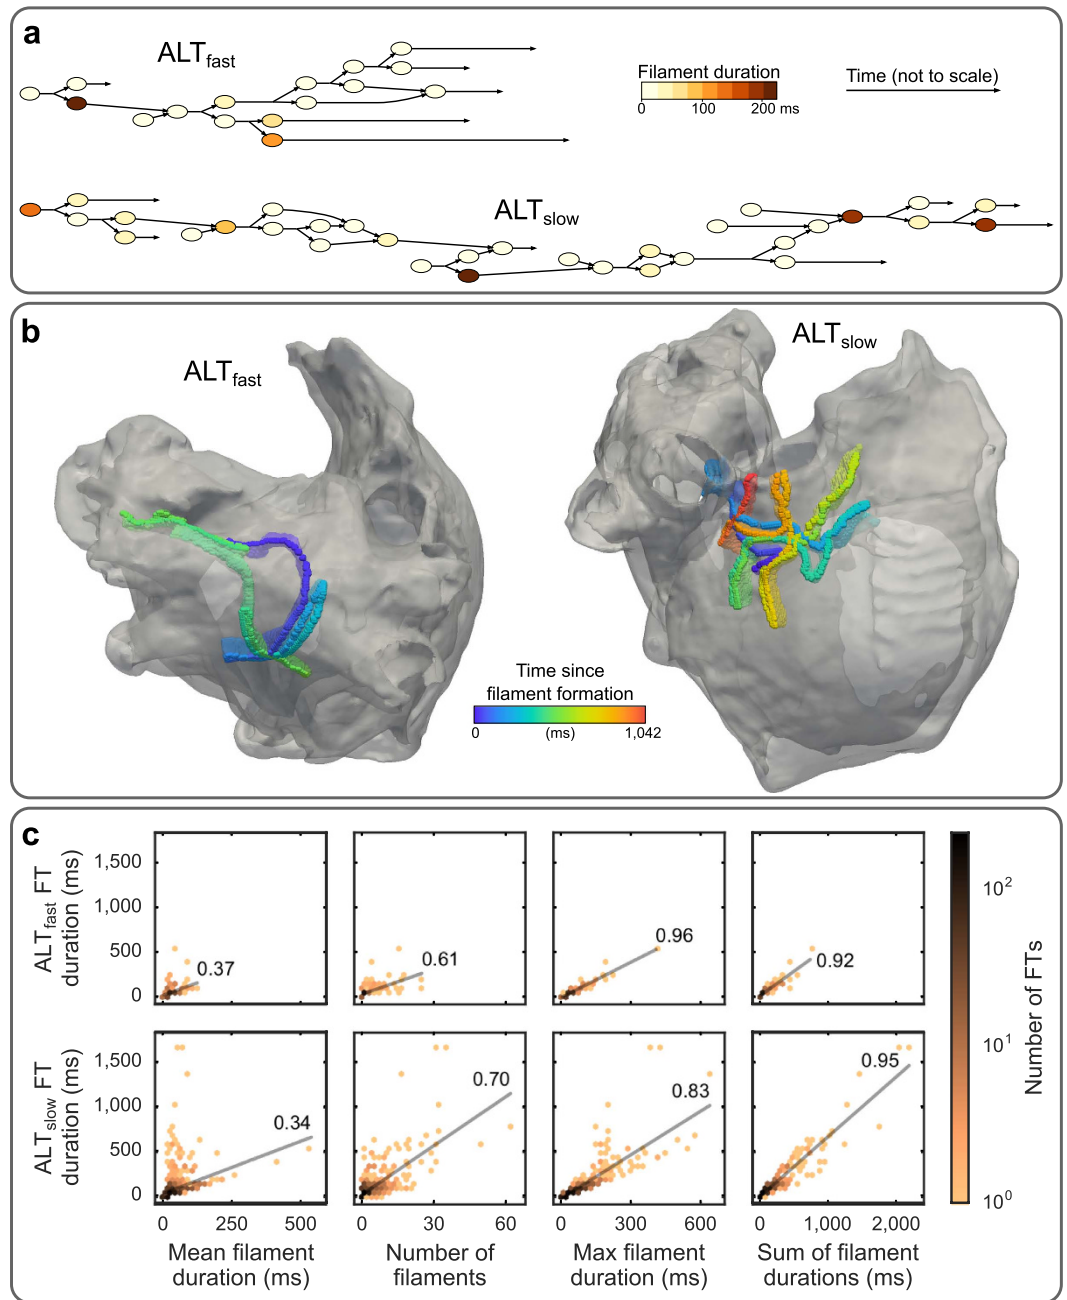 a
ALTfast
Filament duration
0 100 200 ms
Time (not to scale)
ALTslow
b
ALTfast
ALTslow
Time since
filament formation
0 (ms) 1,042
c
ALTfast FT
duration (ms)
1,500
1,000
500
0
0.37
0.61
0.96
0.92
ALTslow FT
duration (ms)
1,500
1,000
500
0
0.34
0.70
0.83
0.95
0 250 500
0 30 60
0 300 600
0 1,000 2,000
Mean filament
duration (ms)
Number of
filaments
Max filament
duration (ms)
Sum of filament
durations (ms)
10²
10¹
10⁰
Number of FTs